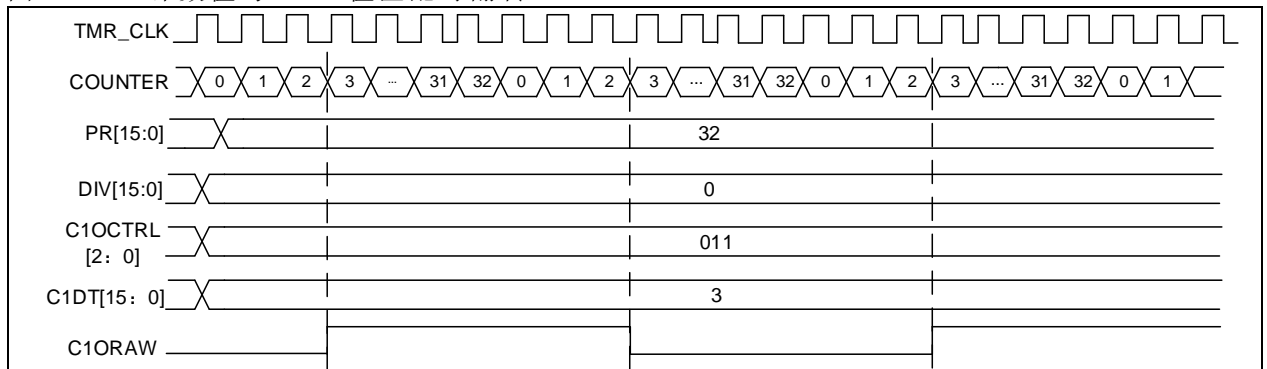 TMR_CLK
COUNTER 0 1 2 3 ... 31 32 0 1 2 3 ... 31 32 0 1 2 3 ... 31 32 0 1
PR[15:0] 32
DIV[15:0] 0
C1OCTRL
[2：0] 011
C1DT[15：0] 3
C1ORAW